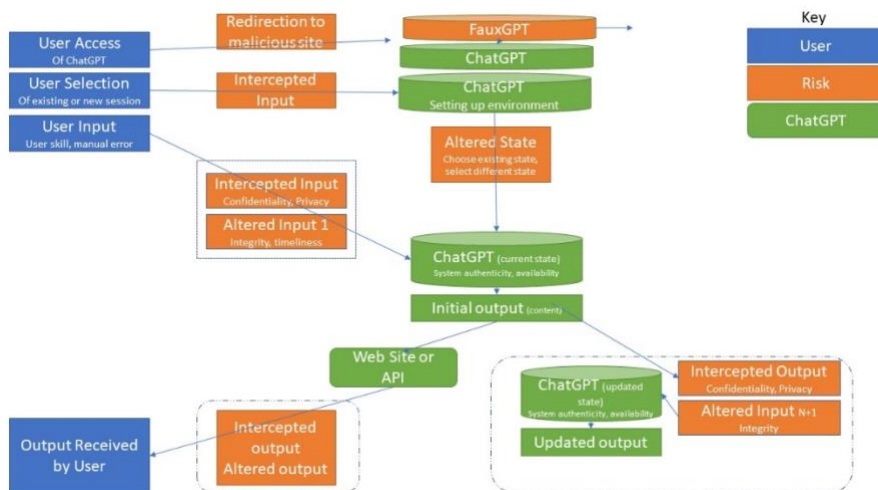 Redirection to
malicious site
FauxGPT
Key
User Access
Of ChatGPT
ChatGPT
User
User Selection
Of existing or new session
Intercepted
Input
ChatGPT
Setting up environment
Risk
User Input
User skill, manual error
ChatGPT
Altered State
Choose existing state,
select different state
Intercepted Input
Confidentiality, Privacy
Altered Input 1
Integrity, timeliness
ChatGPT (current state)
System authenticity, availability
Initial output (content)
Web Site or
API
Intercepted Output
Confidentiality, Privacy
ChatGPT (updated
state)
System authenticity, availability
Altered Input N+1
Integrity
Updated output
Intercepted
output
Altered output
Output Received
by User